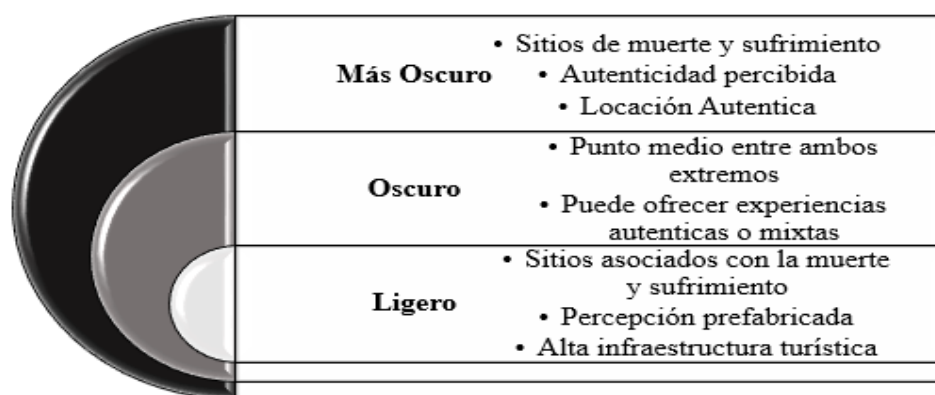 Más Oscuro
• Sitios de muerte y sufrimiento
• Autenticidad percibida
• Locación Autentica
Oscuro
• Punto medio entre ambos
extremos
• Puede ofrecer experiencias
autenticas o mixtas
Ligero
• Sitios asociados con la muerte
y sufrimiento
• Percepción prefabricada
• Alta infraestructura turística